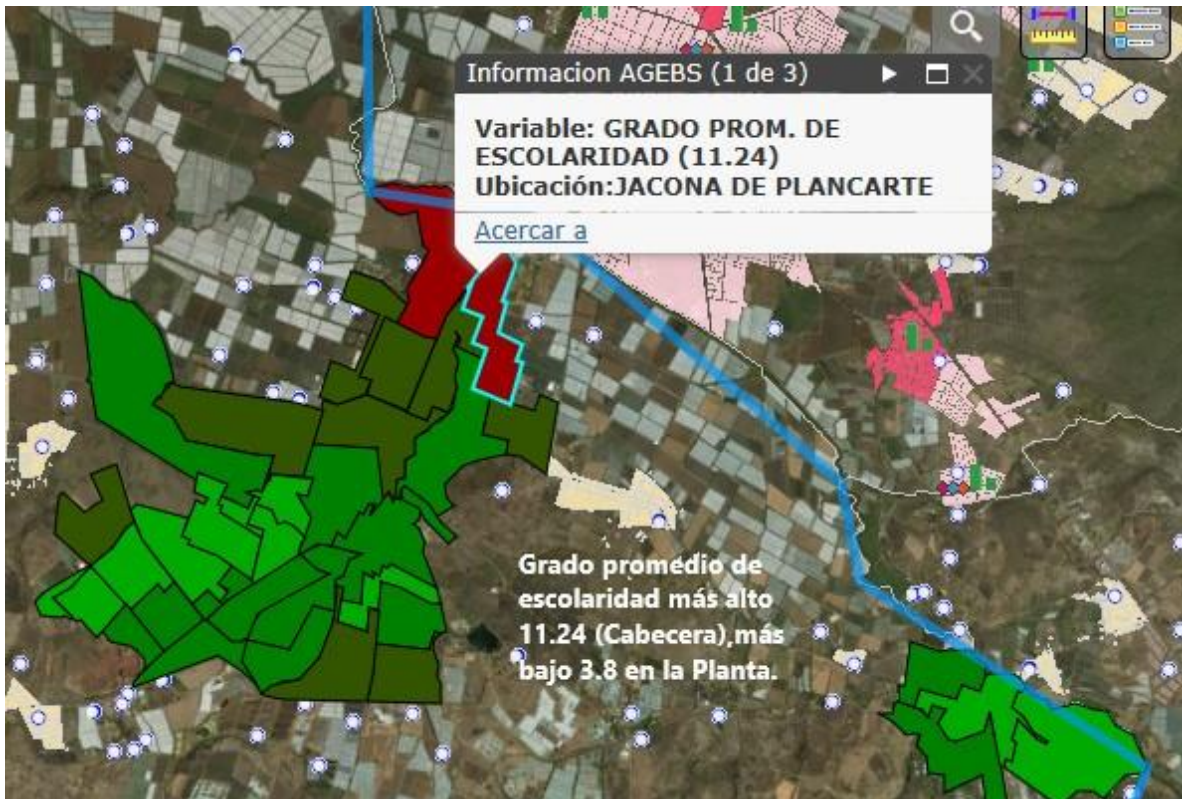 Informacion AGEBS (1 de 3)
Variable: GRADO PROM. DE
ESCOLARIDAD (11.24)
Ubicación:JACONA DE PLANCARTE
Acercar a
Grado promedio de
escolaridad más alto
11.24 (Cabecera),más
bajo 3.8 en la Planta.